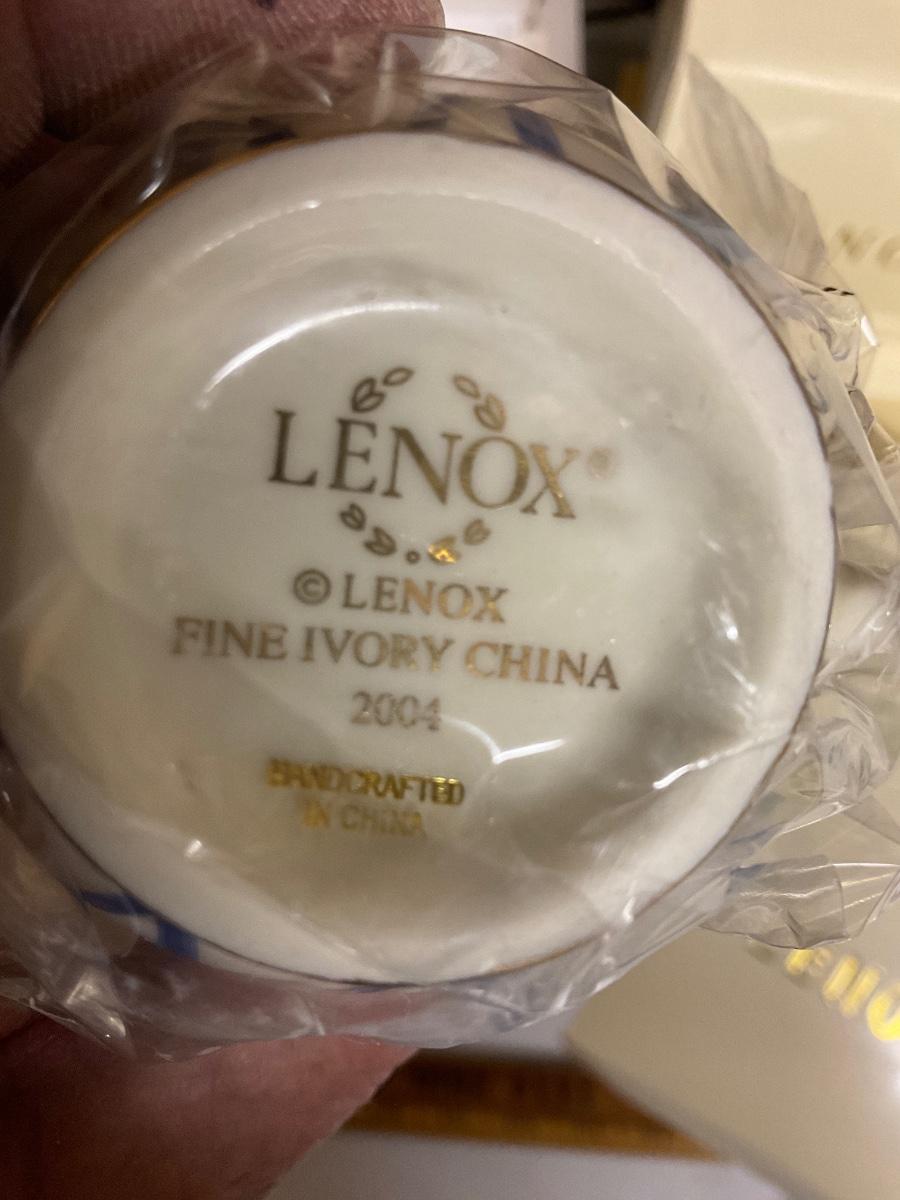 LENOX®
© LENOX
FINE IVORY CHINA
2004
HANDCRAFTED
IN CHINA